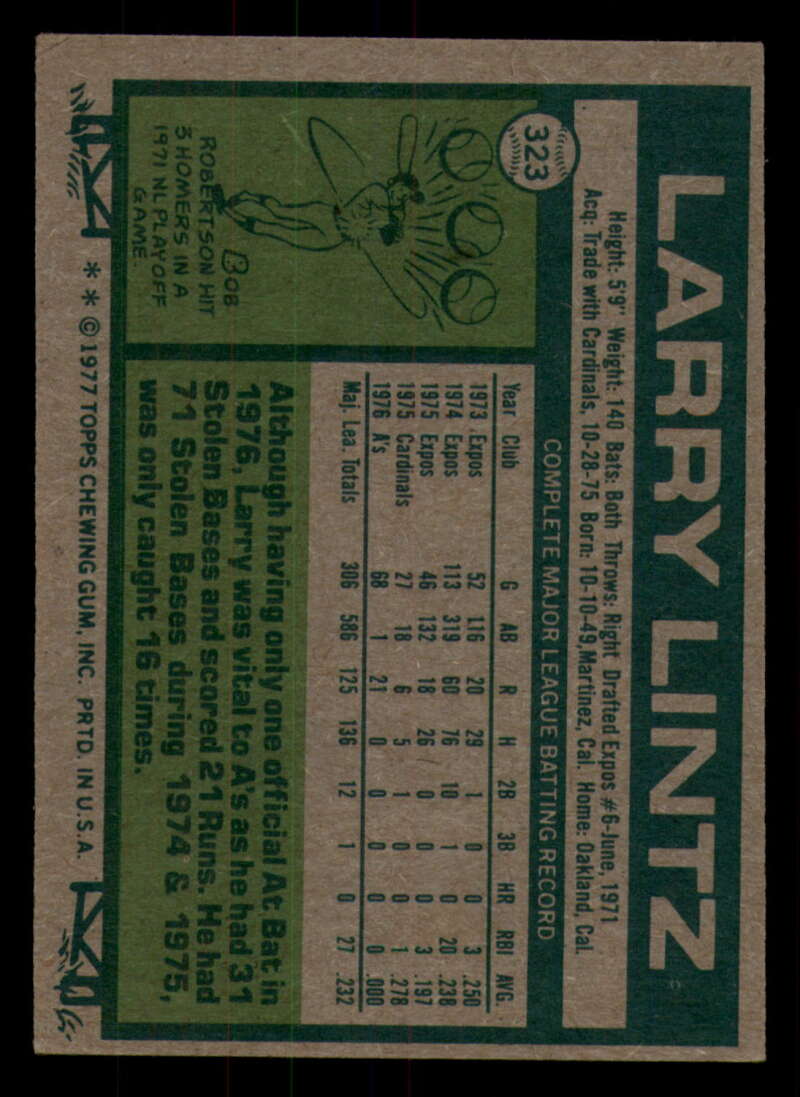 323
LARRY LINTZ
Height: 5'9" Weight: 140 Bats: Both Throws: Right Drafted Expos #6-June, 1971
Acq: Trade with Cardinals, 10-28-75 Born: 10-10-49, Martinez, Cal. Home: Oakland, Cal.
COMPLETE MAJOR LEAGUE BATTING RECORD
Year Club G AB R H 2B 3B HR RBI AVG.
1973 Expos 52 116 20 29 1 0 0 3 .250
1974 Expos 113 319 60 76 10 1 0 20 .238
1975 Expos 46 132 18 26 0 0 0 3 .197
1975 Cardinals 27 18 6 5 1 0 0 1 .278
1976 A's 68 1 21 0 0 0 0 0 .000
Maj. Lea. Totals 306 586 125 136 12 1 0 27 .232
BOB
ROBERTSON HIT
3 HOMERS IN A
1971 NL PLAYOFF
GAME.
Although having only one official At Bat in
1976, Larry was vital to A's as he had 31
Stolen Bases and scored 21 Runs. He had
71 Stolen Bases during 1974 & 1975,
was only caught 16 times.
* * © 1977 TOPPS CHEWING GUM, INC. PRTD. IN U.S.A.